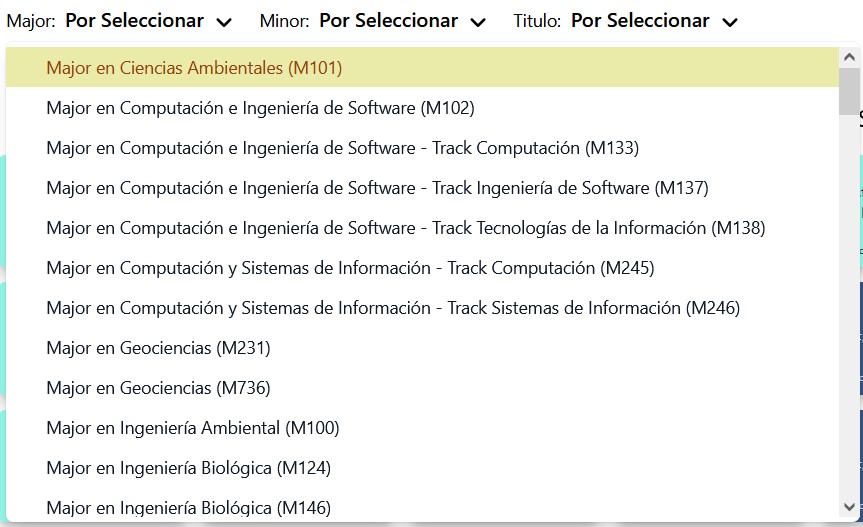 Major: Por Seleccionar Minor: Por Seleccionar Titulo: Por Seleccionar
Major en Ciencias Ambientales (M101)
Major en Computación e Ingeniería de Software (M102)
Major en Computación e Ingeniería de Software - Track Computación (M133)
Major en Computación e Ingeniería de Software - Track Ingeniería de Software (M137)
Major en Computación e Ingeniería de Software - Track Tecnologías de la Información (M138)
Major en Computación y Sistemas de Información - Track Computación (M245)
Major en Computación y Sistemas de Información - Track Sistemas de Información (M246)
Major en Geociencias (M231)
Major en Geociencias (M736)
Major en Ingeniería Ambiental (M100)
Major en Ingeniería Biológica (M124)
Major en Ingeniería Biológica (M146)